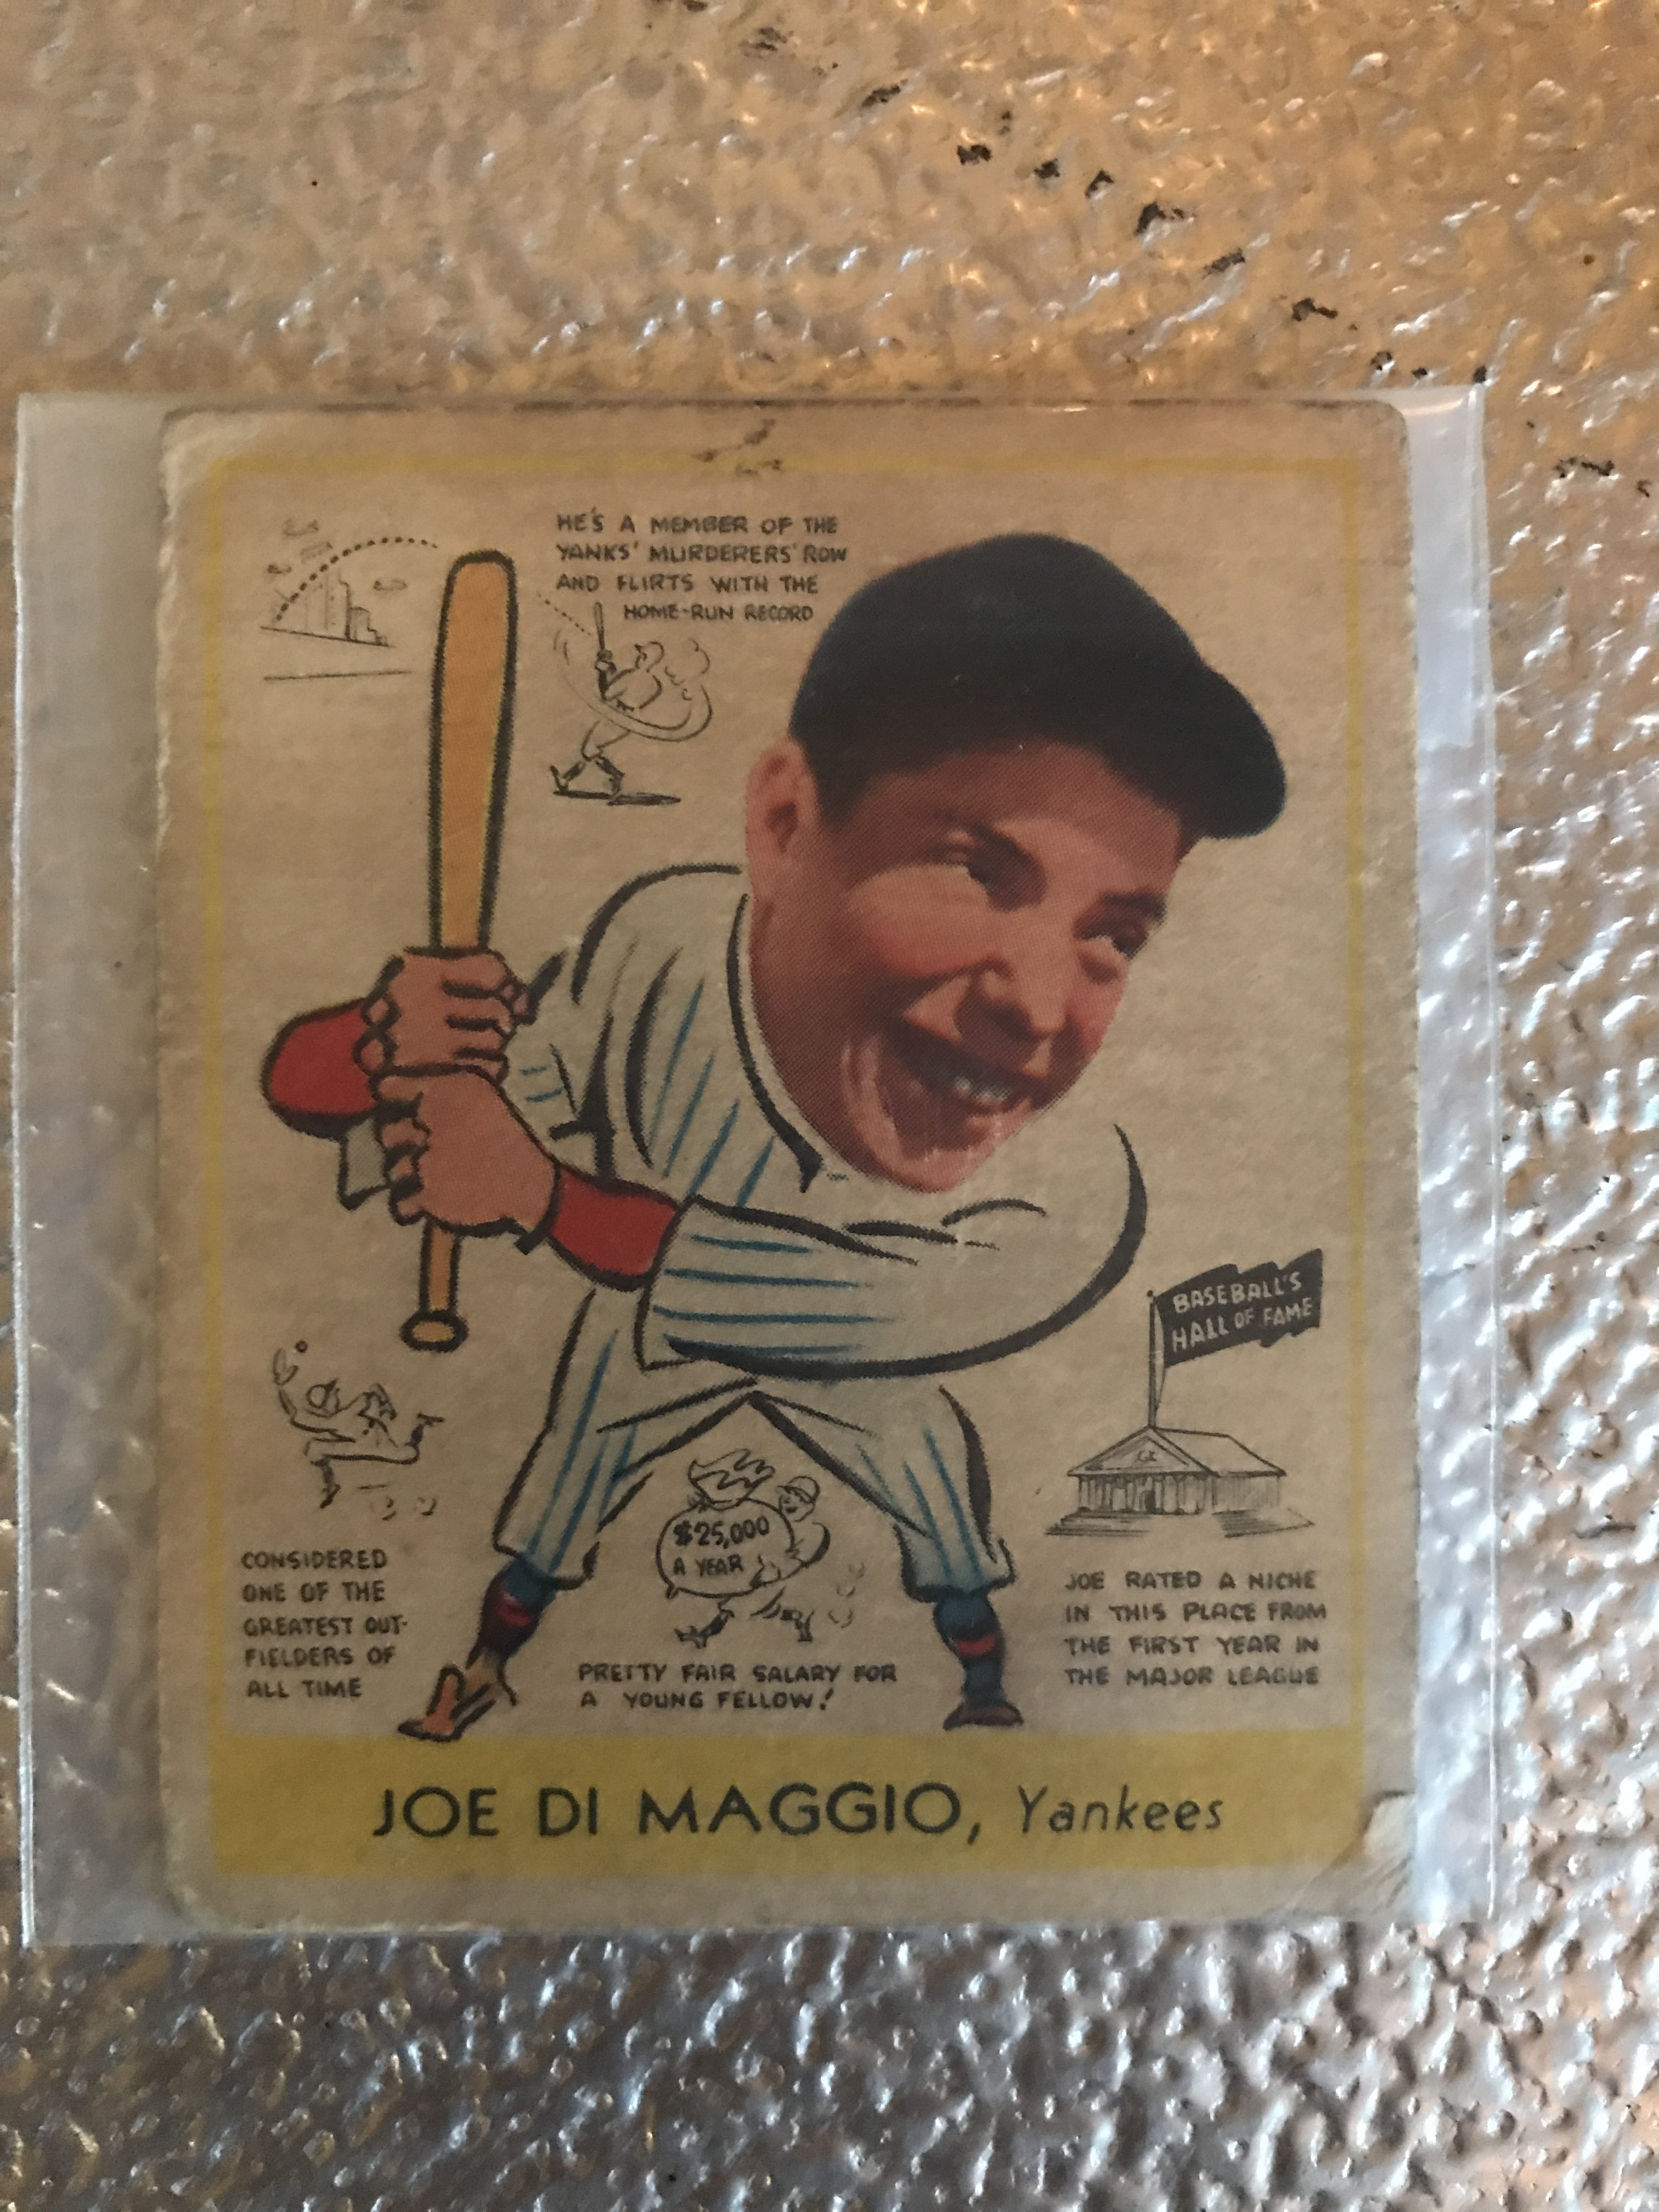 HE'S A MEMBER OF THE
YANKS' MURDERERS' ROW
AND FLIRTS WITH THE
HOME-RUN RECORD
BASEBALL'S
HALL OF FAME
$25,000
A YEAR
CONSIDERED
ONE OF THE
GREATEST OUT-
FIELDERS OF
ALL TIME
PRETTY FAIR SALARY FOR
A YOUNG FELLOW!
JOE RATED A NICHE
IN THIS PLACE FROM
THE FIRST YEAR IN
THE MAJOR LEAGUE
JOE DI MAGGIO, Yankees